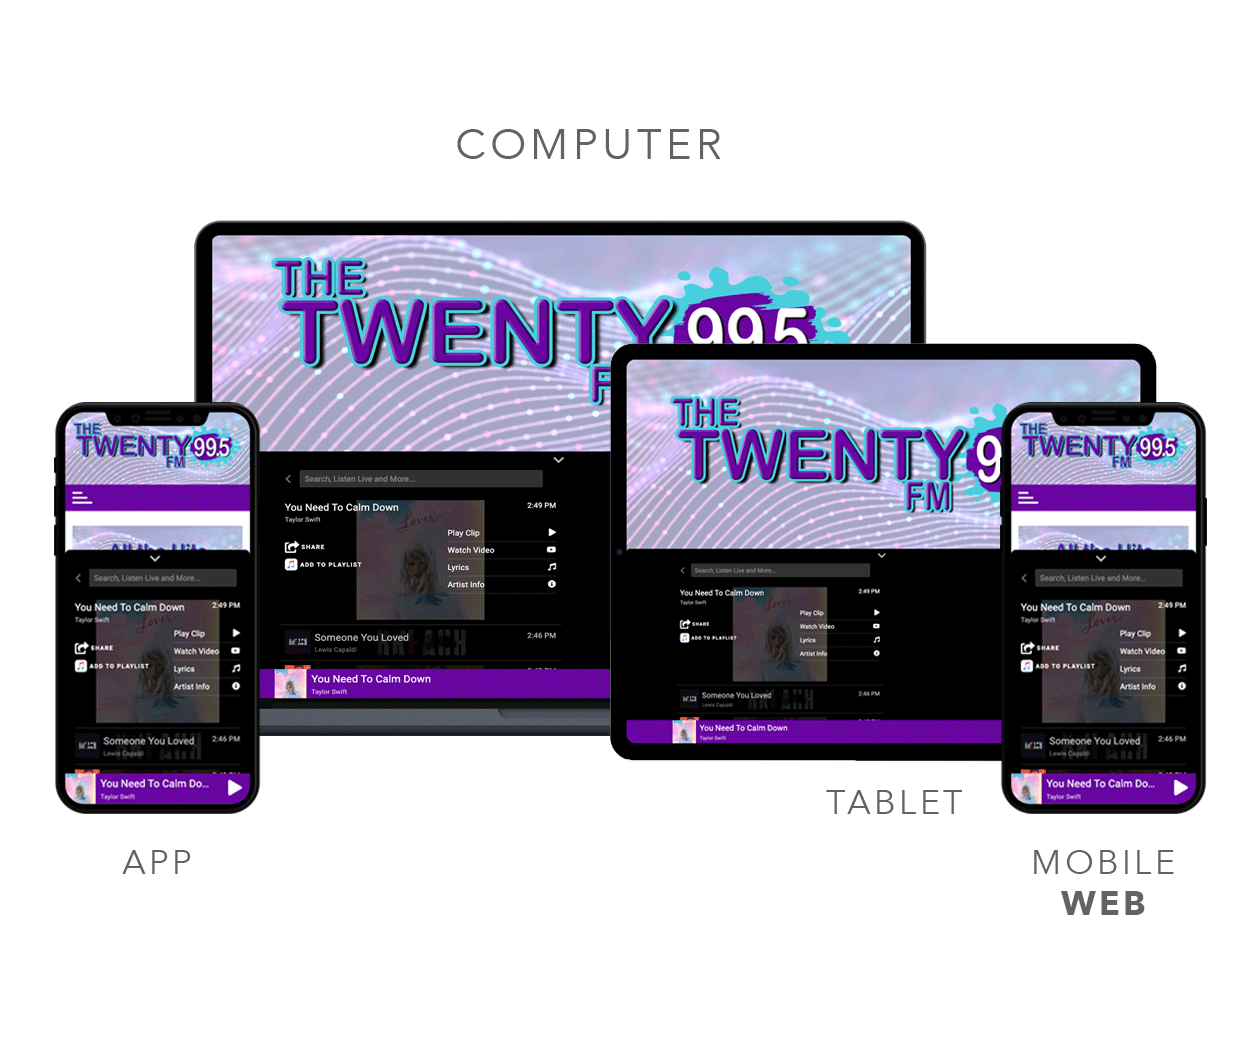 COMPUTER
THE
TWENTY 99.5
F
Search, Listen Live and More...
You Need To Calm Down
2:49 PM
Taylor Swift
Lover
Play Clip
SHARE
Watch Video
ADD TO PLAYLIST
Lyrics
Artist Info
Someone You Loved
2:46 PM
Lewis Capaldi
You Need To Calm Down
Taylor Swift
THE
TWENTY 9
FM
Search, Listen Live and More...
You Need To Calm Down
2:49 PM
Taylor Swift
Play Clip
SHARE
Watch Video
ADD TO PLAYLIST
Lyrics
Artist Info
Someone You Loved
2:46 PM
Lewis Capaldi
You Need To Calm Down
Taylor Swift
TABLET
THE
TWENTY 99.5
FM
All the Hits
Search, Listen Live and More...
You Need To Calm Down
2:49 PM
Taylor Swift
Lover
Play Clip
SHARE
Watch Video
ADD TO PLAYLIST
Lyrics
Artist Info
Someone You Loved
2:46 PM
Lewis Capaldi
You Need To Calm Do...
Taylor Swift
APP
THE
TWENTY 99.5
FM
All the Hits
Search, Listen Live and More...
You Need To Calm Down
2:49 PM
Taylor Swift
Lover
Play Clip
SHARE
Watch Video
ADD TO PLAYLIST
Lyrics
Artist Info
Someone You Loved
2:46 PM
Lewis Capaldi
You Need To Calm Do...
Taylor Swift
MOBILE
WEB